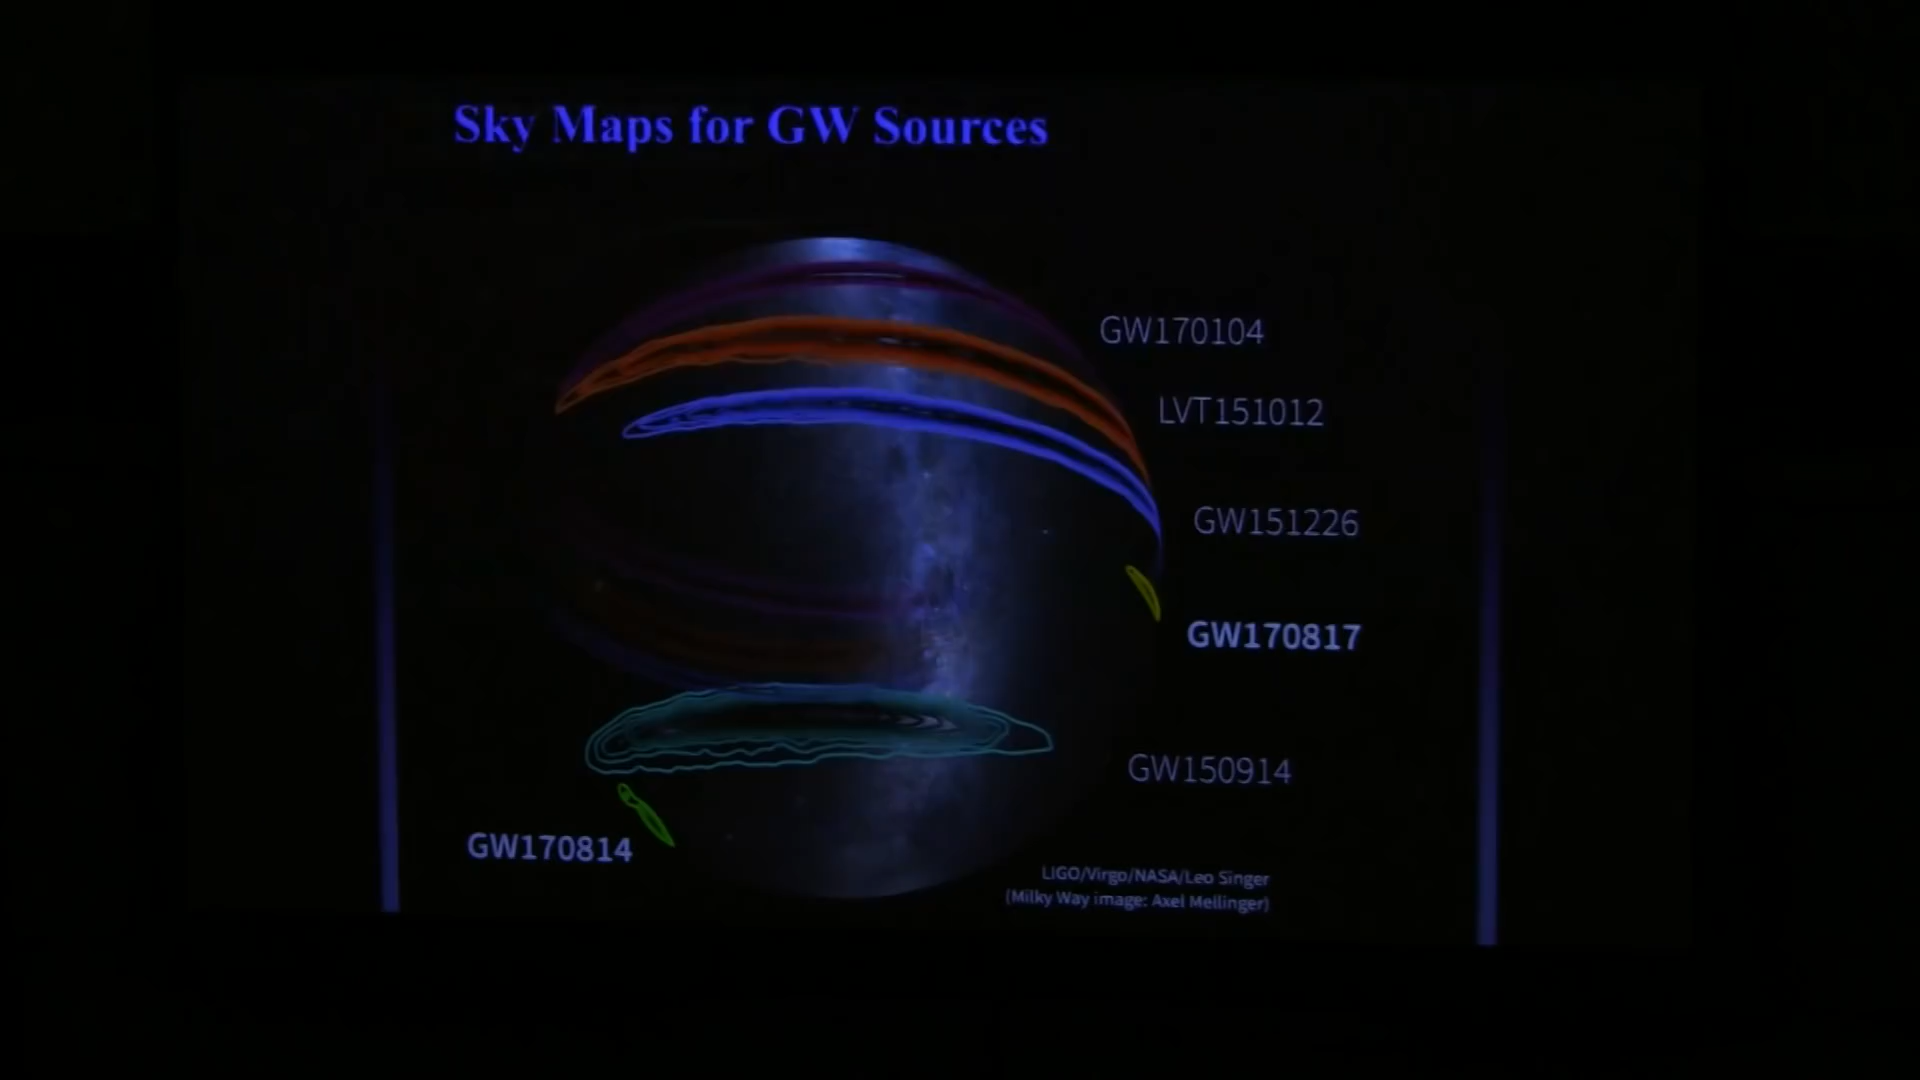 Sky Maps for GW Sources
GW170104
LVT151012
GW151226
GW170817
GW150914
GW170814
LIGO/Virgo/NASA/Leo Singer
(Milky Way image: Axel Mellinger)